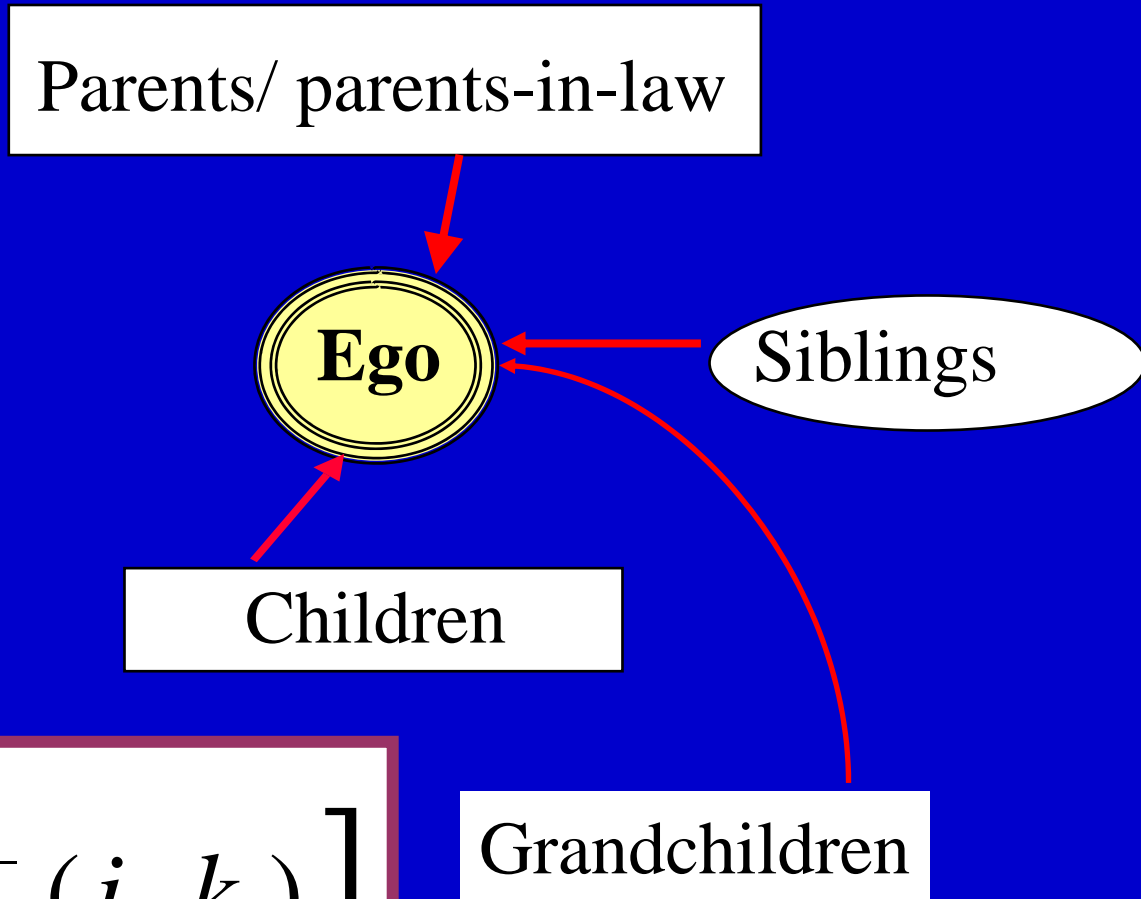 Parents/ parents-in-law
Ego
Siblings
Children
Grandchildren
( j , k ) ]